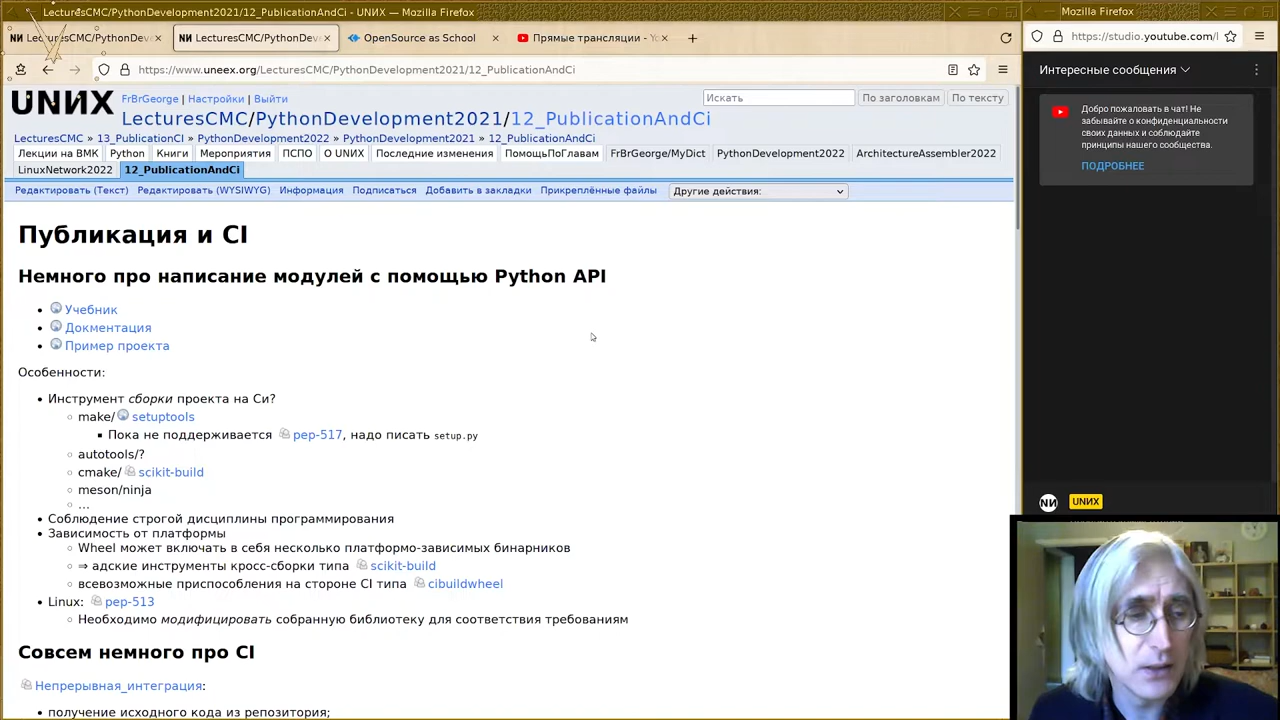 LecturesCMC/PythonDevelopment2021/12_PublicationAndCi - UNИX — Mozilla Firefox
LecturesCMC/PythonDeve
LecturesCMC/PythonDev
OpenSource as School
Прямые трансляции - Yo
https://www.uneex.org/LecturesCMC/PythonDevelopment2021/12_PublicationAndCi
UNИX
FrBrGeorge | Настройки | Выйти
Искать
По заголовкам
По тексту
LecturesCMC/PythonDevelopment2021/12_PublicationAndCi
LecturesCMC » 13_PublicationCI » PythonDevelopment2022 » PythonDevelopment2021 » 12_PublicationAndCi
Лекции на ВМК Python Книги Мероприятия ПСПО О UNИX Последние изменения ПомощьПоГлавам FrBrGeorge/MyDict PythonDevelopment2022 ArchitectureAssembler2022
LinuxNetwork2022 12_PublicationAndCi
Редактировать (Текст) Редактировать (WYSIWYG) Информация Подписаться Добавить в закладки Прикреплённые файлы Другие действия:
Публикация и CI
Немного про написание модулей с помощью Python API
Учебник
Докментация
Пример проекта
Особенности:
Инструмент сборки проекта на Си?
make/ setuptools
Пока не поддерживается pep-517, надо писать setup.py
autotools/?
cmake/ scikit-build
meson/ninja
…
Соблюдение строгой дисциплины программирования
Зависимость от платформы
Wheel может включать в себя несколько платформо-зависимых бинарников
⇒ адские инструменты кросс-сборки типа scikit-build
всевозможные приспособления на стороне CI типа cibuildwheel
Linux: pep-513
Необходимо модифицировать собранную библиотеку для соответствия требованиям
Совсем немного про CI
Непрерывная_интеграция:
получение исходного кода из репозитория;
Mozilla Firefox
https://studio.youtube.com/l
Интересные сообщения
Добро пожаловать в чат! Не
забывайте о конфиденциальности
своих данных и соблюдайте
принципы нашего сообщества.
ПОДРОБНЕЕ
NИ UNИX